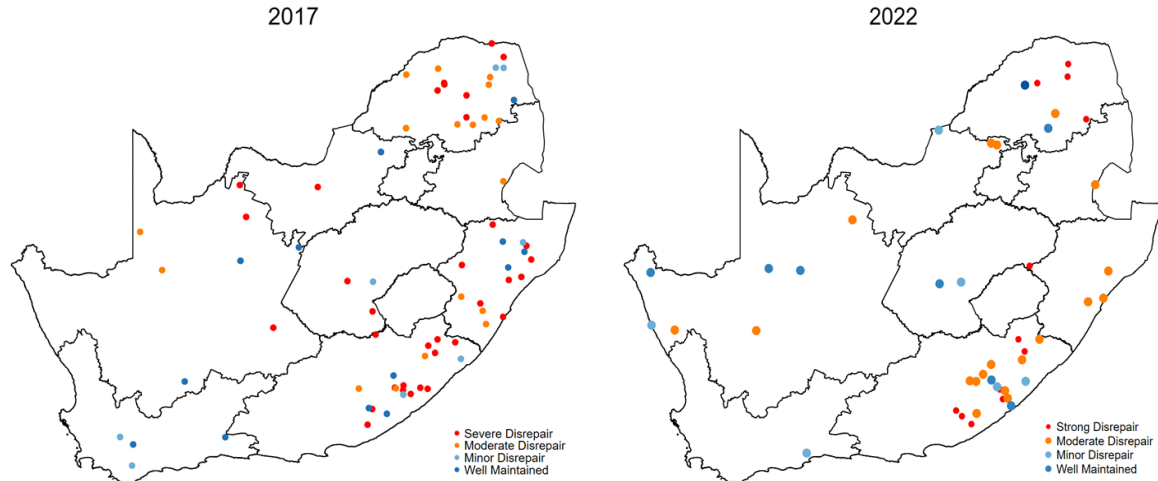 2017
2022
Severe Disrepair
Moderate Disrepair
Minor Disrepair
Well Maintained
Strong Disrepair
Moderate Disrepair
Minor Disrepair
Well Maintained